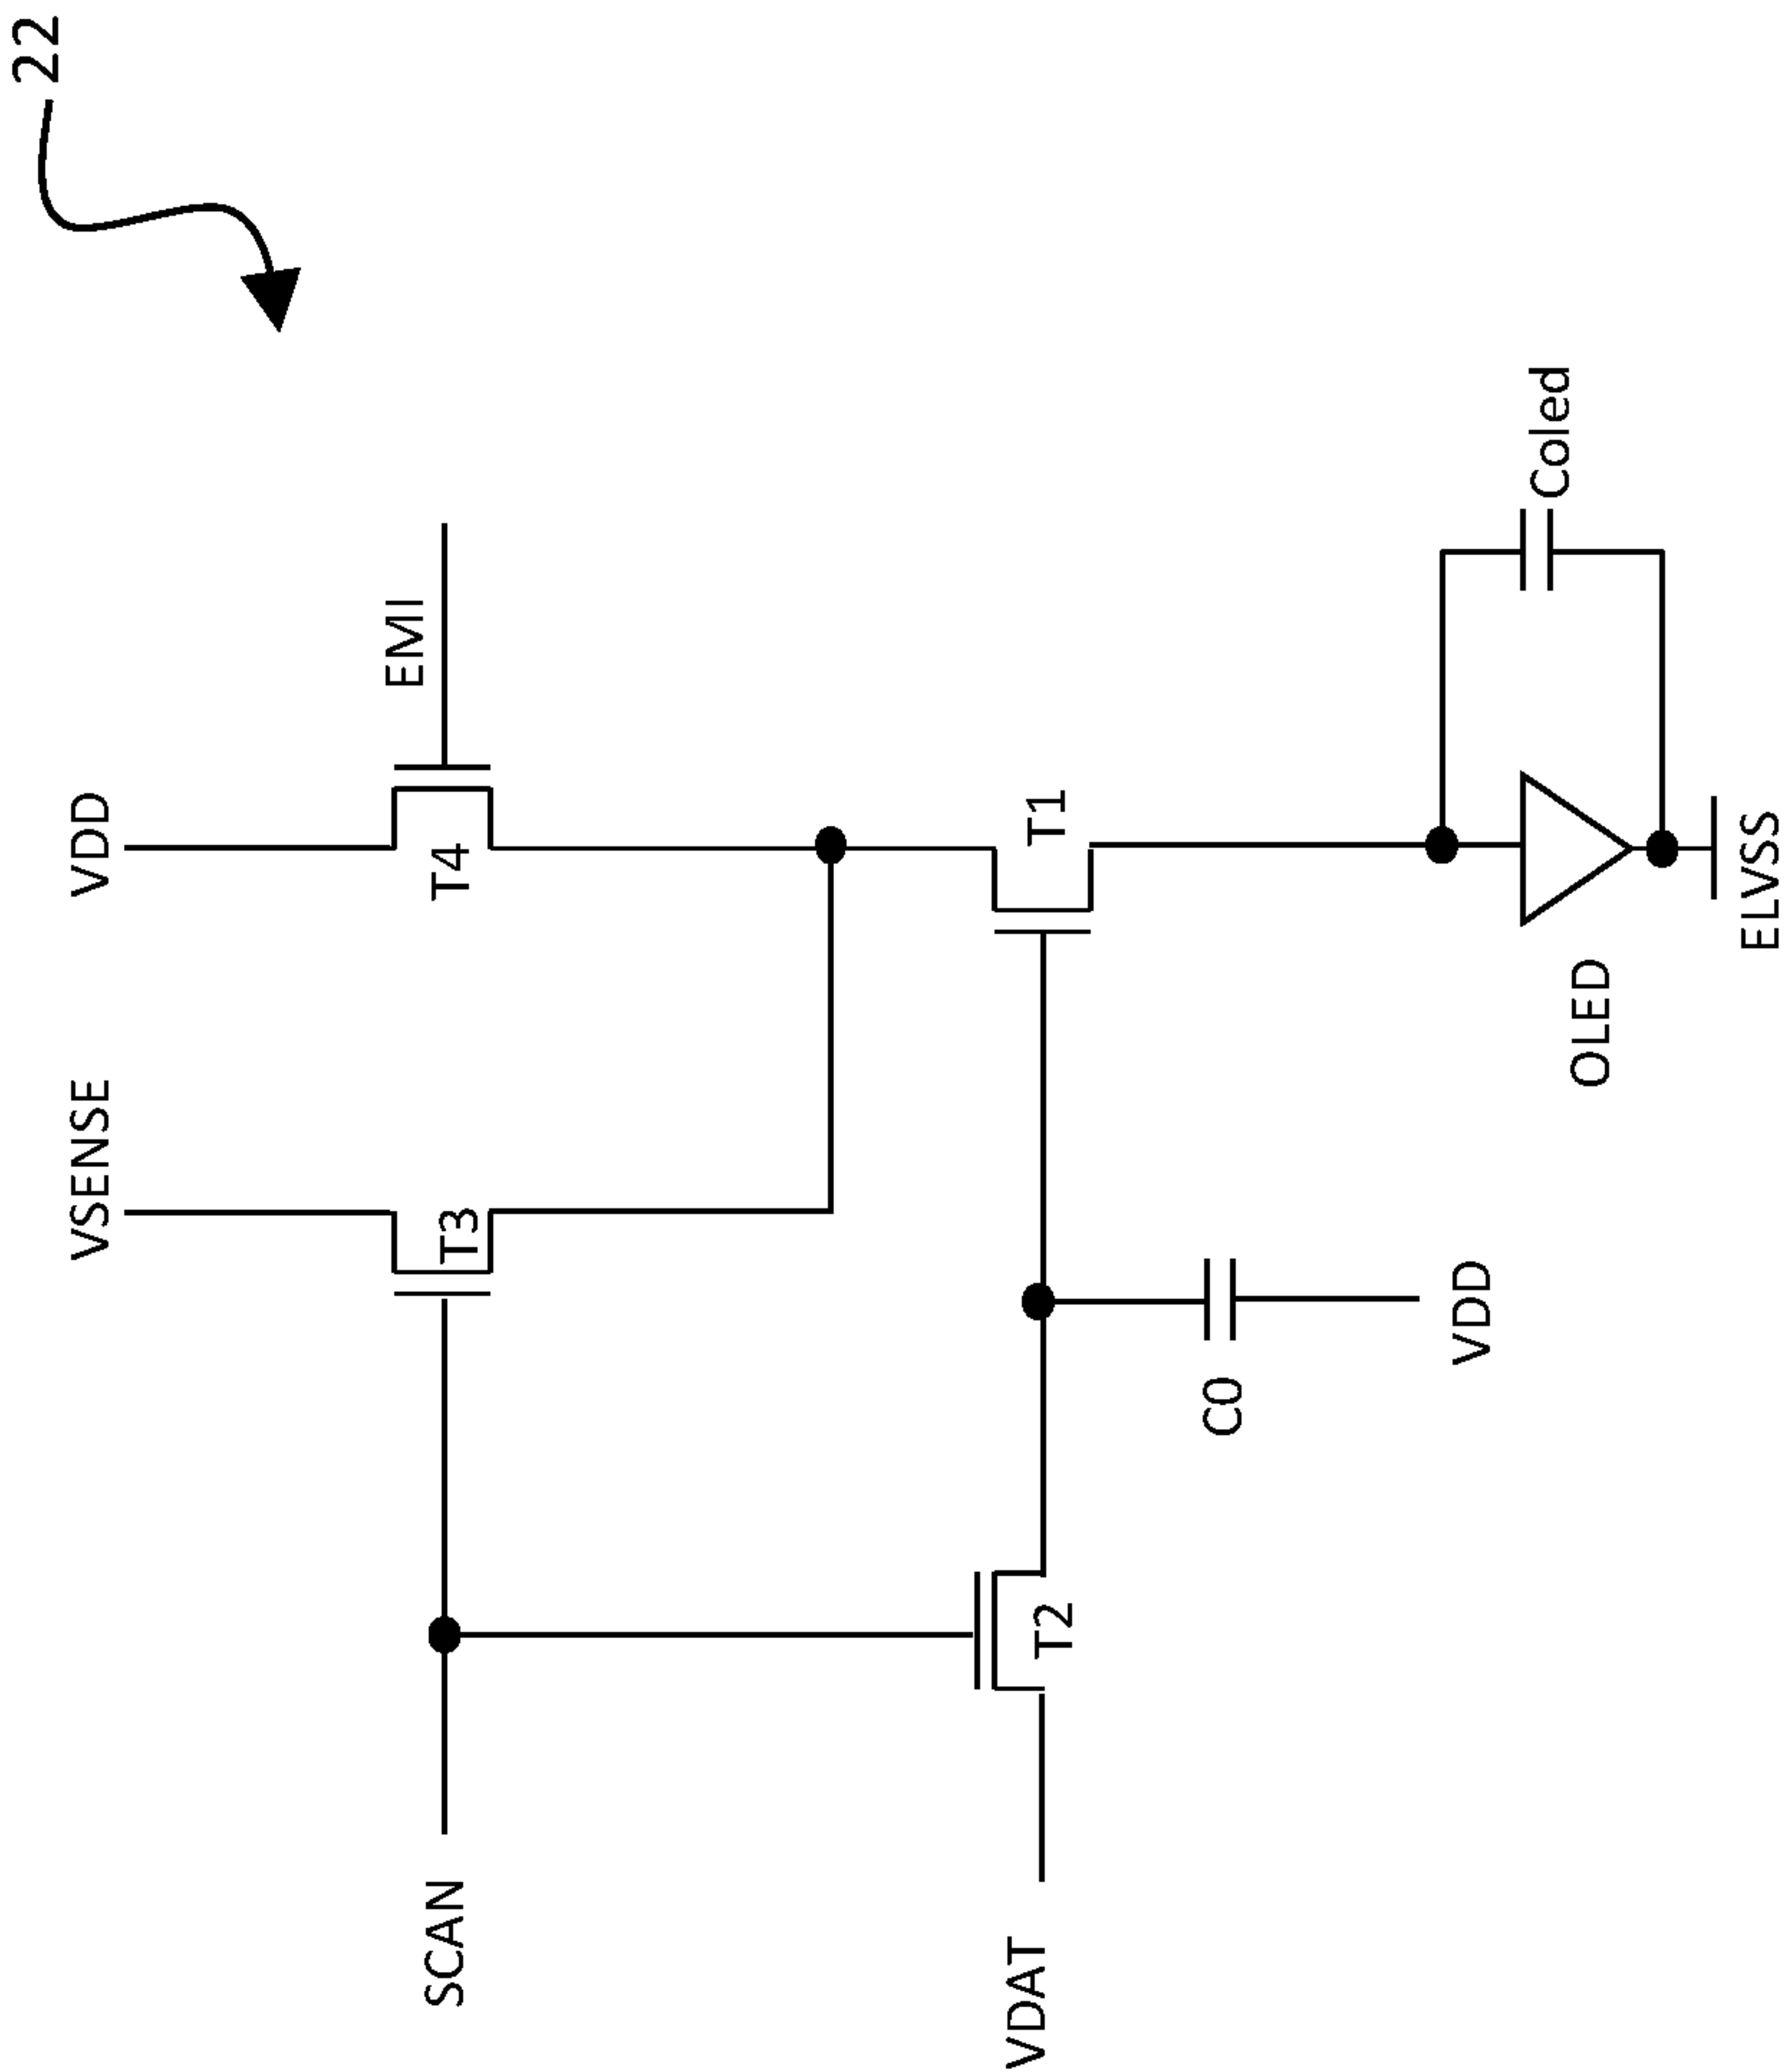 22
VDD
VSENSE
EMI
T4
T3
SCAN
T1
T2
VDAT
C0
VDD
Coled
OLED
ELVSS